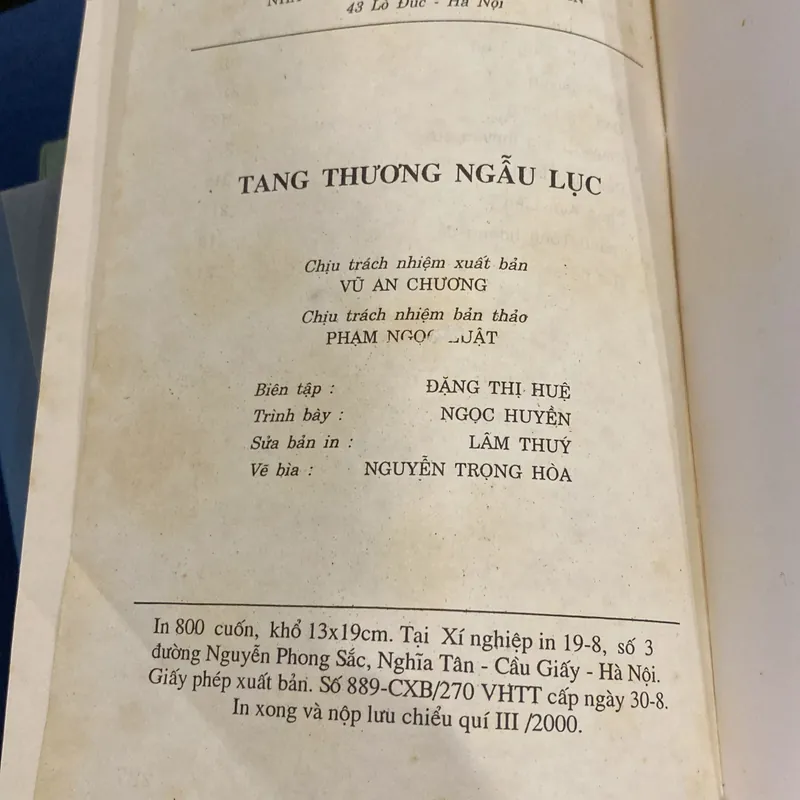 43 Lò Đúc - Hà Nội
TANG THƯƠNG NGẪU LỤC
Chịu trách nhiệm xuất bản
VŨ AN CHƯƠNG
Chịu trách nhiệm bản thảo
PHẠM NGỌC LUẬT
Biên tập : ĐẶNG THỊ HUỆ
Trình bày : NGỌC HUYỀN
Sửa bản in : LÂM THUÝ
Vẽ bìa : NGUYỄN TRỌNG HÒA
In 800 cuốn, khổ 13x19cm. Tại Xí nghiệp in 19-8, số 3
đường Nguyễn Phong Sắc, Nghĩa Tân - Cầu Giấy - Hà Nội.
Giấy phép xuất bản. Số 889-CXB/270 VHTT cấp ngày 30-8.
In xong và nộp lưu chiểu quí III /2000.